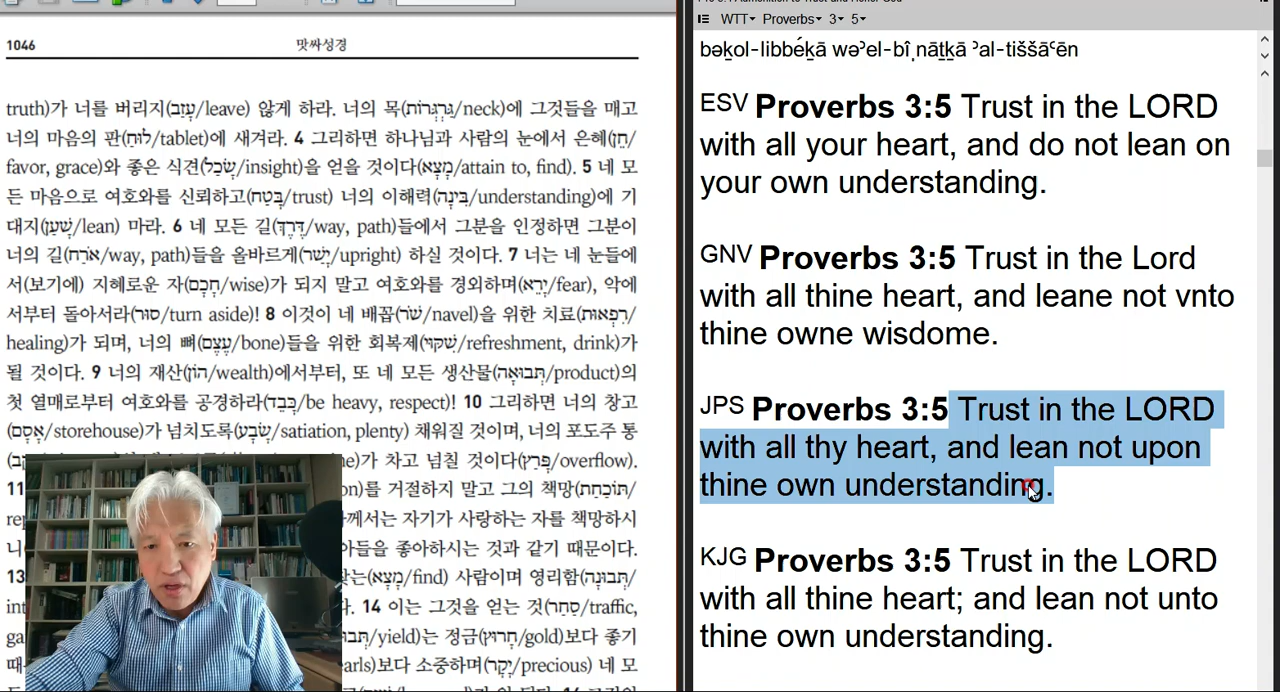 1046 맛싸성경
truth)가 너를 버리지(עָזַב/leave) 않게 하라. 너의 목(גַּרְגְּרוֹת/neck)에 그것들을 매고
너의 마음의 판(לוּחַ/tablet)에 새겨라. 4 그리하면 하나님과 사람의 눈에서 은혜(חֵן/
favor, grace)와 좋은 식견(שֵׂכֶל/insight)을 얻을 것이다(מָצָא/attain to, find). 5 네 모
든 마음으로 여호와를 신뢰하고(בָּטַח/trust) 너의 이해력(בִּינָה/understanding)에 기
대지(שָׁעַן/lean) 마라. 6 네 모든 길(דֶּרֶךְ/way, path)들에서 그분을 인정하면 그분이
너의 길(אֹרַח/way, path)들을 올바르게(יָשַׁר/upright) 하실 것이다. 7 너는 네 눈들에
서(보기에) 지혜로운 자(חָכָם/wise)가 되지 말고 여호와를 경외하며(יָרֵא/fear), 악에
서부터 돌아서라(סוּר/turn aside)! 8 이것이 네 배꼽(שֹׁר/navel)을 위한 치료(רִפְאוּת/
healing)가 되며, 너의 뼈(עֶצֶם/bone)들을 위한 회복제(שִׁקּוּי/refreshment, drink)가
될 것이다. 9 너의 재산(הוֹן/wealth)에서부터, 또 네 모든 생산물(תְּבוּאָה/product)의
첫 열매로부터 여호와를 공경하라(כָּבֵד/be heavy, respect)! 10 그리하면 너의 창고
(אָסָם/storehouse)가 넘치도록(שָׂבָע/satiation, plenty) 채워질 것이며, 너의 포도주 통
가 차고 넘칠 것이다(פָּרַץ/overflow).
11 를 거절하지 말고 그의 책망(תּוֹכַחַת/
께서는 자기가 사랑하는 자를 책망하시
니 아들을 좋아하시는 것과 같기 때문이다.
13 (מָצָא/find) 사람이며 영리함(תְּבוּנָה/
14 이는 그것을 얻는 것(סַחַר/traffic,
/yield)는 정금(חָרוּץ/gold)보다 좋기
때 보다 소중하며(יָקָר/precious) 네 모
WTT Proverbs 3 5
bəḵol-libbéḵā wəʾel-bîˌnāṯḵā ʾal-tiššāʿēn
ESV Proverbs 3:5 Trust in the LORD
with all your heart, and do not lean on
your own understanding.
GNV Proverbs 3:5 Trust in the Lord
with all thine heart, and leane not vnto
thine owne wisdome.
JPS Proverbs 3:5 Trust in the LORD
with all thy heart, and lean not upon
thine own understanding.
KJG Proverbs 3:5 Trust in the LORD
with all thine heart; and lean not unto
thine own understanding.